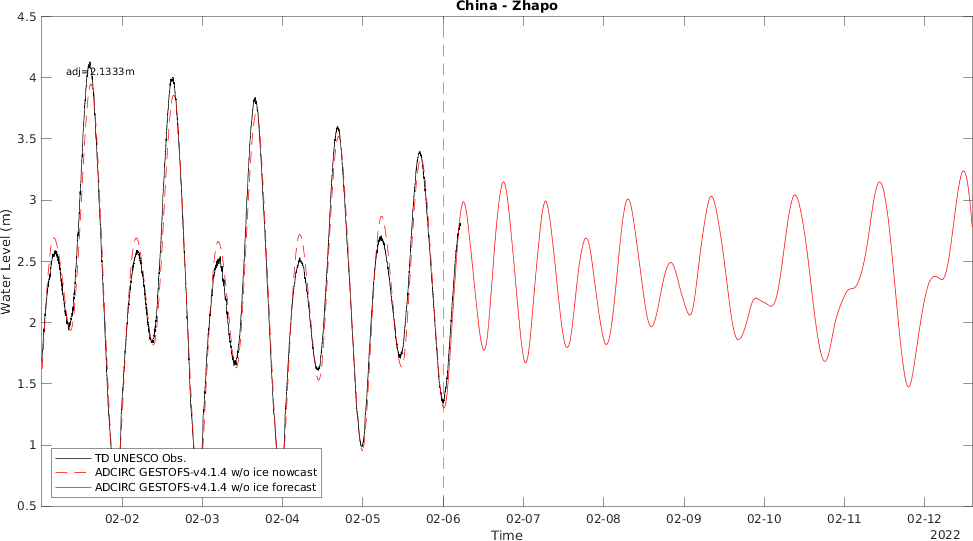 China - Zhapo
4.5
4
3.5
3
2.5
2
1.5
1
0.5
Water Level (m)
adj=2.1333m
TD UNESCO Obs.
ADCIRC GESTOFS-v4.1.4 w/o ice nowcast
ADCIRC GESTOFS-v4.1.4 w/o ice forecast
02-02 02-03 02-04 02-05 02-06 02-07 02-08 02-09 02-10 02-11 02-12
Time
2022